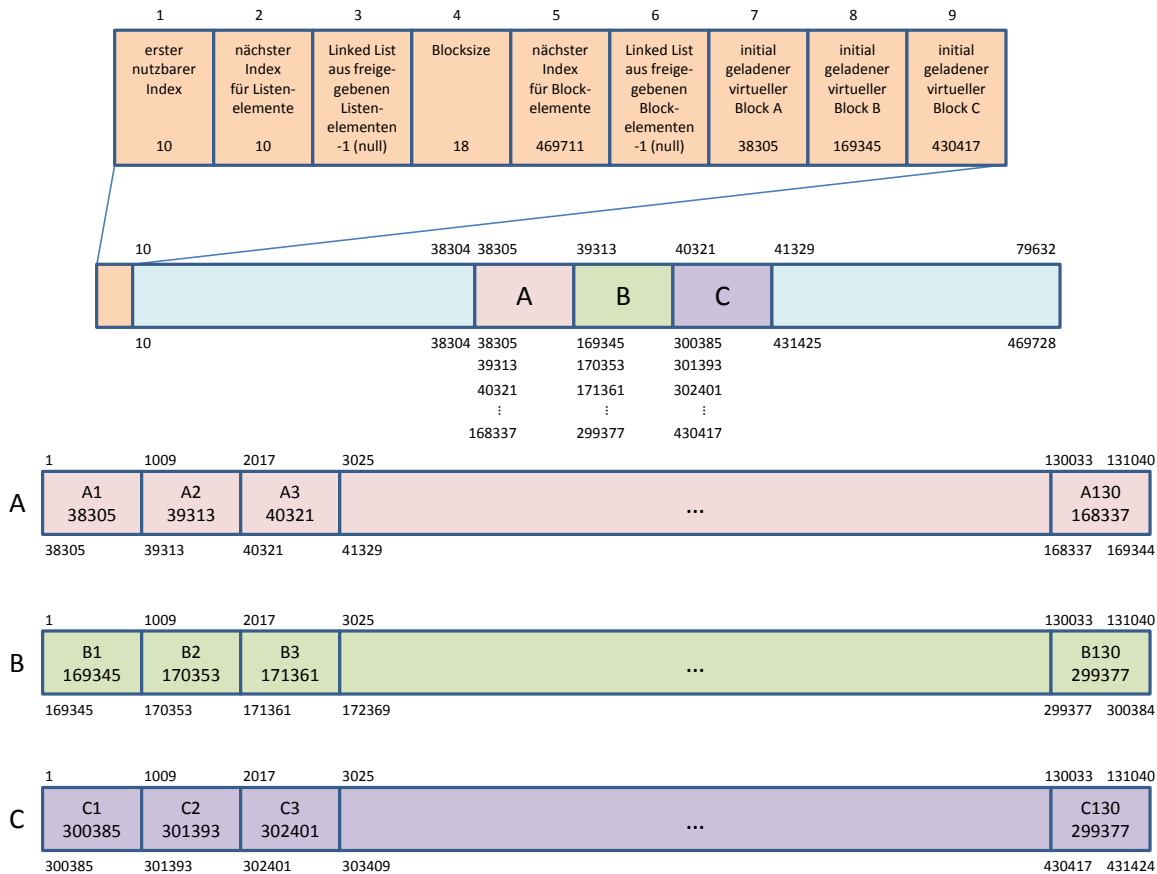 1 2 3 4 5 6 7 8 9
erster nutzbarer Index
10
nächster Index für Listen- elemente
10
Linked List aus freige- gebenen Listen- elementen -1 (null)
Blocksize
18
nächster Index für Block- elemente
469711
Linked List aus freige- gebenen Block- elementen -1 (null)
initial geladener virtueller Block A
38305
initial geladener virtueller Block B
169345
initial geladener virtueller Block C
430417
10 38304 38305 39313 40321 41329 79632
A B C
10 38304 38305 169345 300385 431425 469728
39313 170353 301393
40321 171361 302401
⋮ ⋮ ⋮
168337 299377 430417
1 1009 2017 3025 130033 131040
A
A1 A2 A3 ... A130
38305 39313 40321 168337
38305 39313 40321 41329 168337 169344
1 1009 2017 3025 130033 131040
B
B1 B2 B3 ... B130
169345 170353 171361 299377
169345 170353 171361 172369 299377 300384
1 1009 2017 3025 130033 131040
C
C1 C2 C3 ... C130
300385 301393 302401 299377
300385 301393 302401 303409 430417 431424